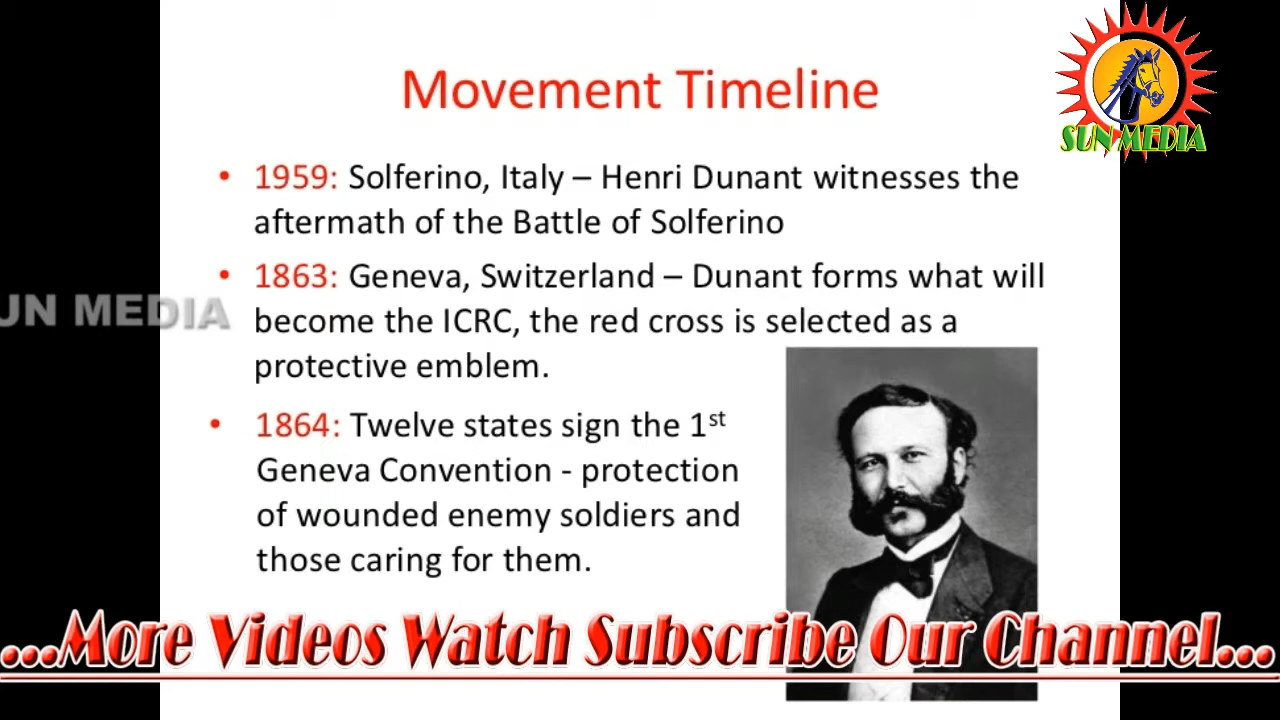 Movement Timeline
SUN MEDIA
• 1959: Solferino, Italy – Henri Dunant witnesses the
aftermath of the Battle of Solferino
• 1863: Geneva, Switzerland – Dunant forms what will
become the ICRC, the red cross is selected as a
protective emblem.
UN MEDIA
• 1864: Twelve states sign the 1st
Geneva Convention - protection
of wounded enemy soldiers and
those caring for them.
...More Videos Watch Subscribe Our Channel...